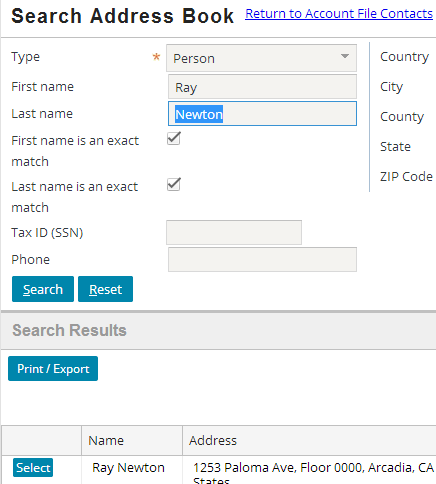 Search Address Book Return to Account File Contacts
Type * Person Country
First name Ray City
Last name Newton County
First name is an exact
match
State
Last name is an exact
match
ZIP Code
Tax ID (SSN)
Phone
Search Reset
Search Results
Print / Export
Name Address
Select Ray Newton 1253 Paloma Ave, Floor 0000, Arcadia, CA
States